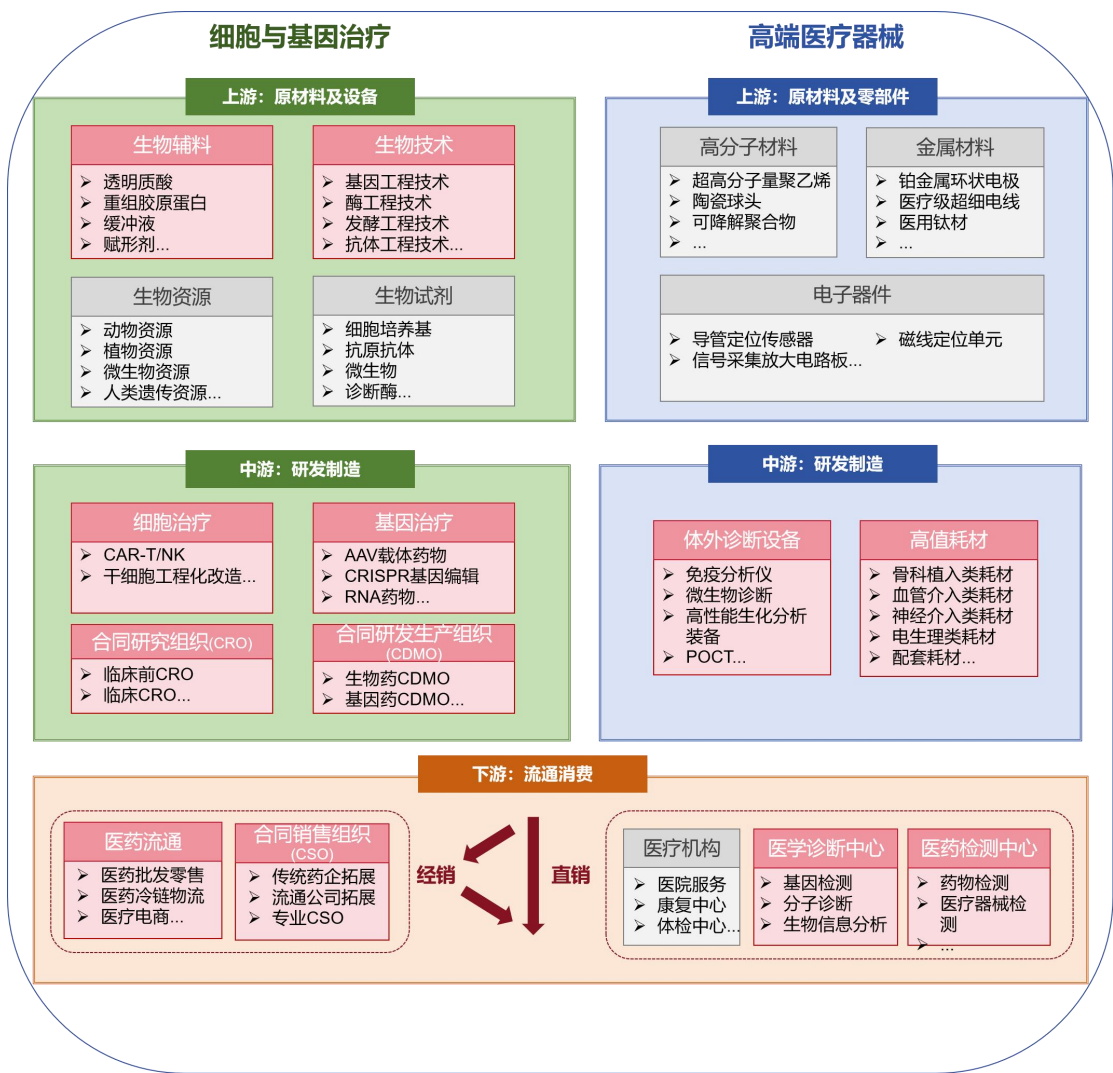 细胞与基因治疗
高端医疗器械
上游：原材料及设备
生物辅料
➢ 透明质酸
➢ 重组胶原蛋白
➢ 缓冲液
➢ 赋形剂...
生物技术
➢ 基因工程技术
➢ 酶工程技术
➢ 发酵工程技术
➢ 抗体工程技术...
生物资源
➢ 动物资源
➢ 植物资源
➢ 微生物资源
➢ 人类遗传资源...
生物试剂
➢ 细胞培养基
➢ 抗原抗体
➢ 微生物
➢ 诊断酶...
上游：原材料及零部件
高分子材料
➢ 超高分子量聚乙烯
➢ 陶瓷球头
➢ 可降解聚合物
➢ ...
金属材料
➢ 铂金属环状电极
➢ 医疗级超细电线
➢ 医用钛材
➢ ...
电子器件
➢ 导管定位传感器
➢ 信号采集放大电路板...
➢ 磁线定位单元
中游：研发制造
细胞治疗
➢ CAR-T/NK
➢ 干细胞工程化改造...
基因治疗
➢ AAV载体药物
➢ CRISPR基因编辑
➢ RNA药物...
合同研究组织(CRO)
➢ 临床前CRO
➢ 临床CRO...
合同研发生产组织
(CDMO)
➢ 生物药CDMO
➢ 基因药CDMO...
中游：研发制造
体外诊断设备
➢ 免疫分析仪
➢ 微生物诊断
➢ 高性能生化分析
装备
➢ POCT...
高值耗材
➢ 骨科植入类耗材
➢ 血管介入类耗材
➢ 神经介入类耗材
➢ 电生理类耗材
➢ 配套耗材...
下游：流通消费
医药流通
➢ 医药批发零售
➢ 医药冷链物流
➢ 医疗电商...
合同销售组织
(CSO)
➢ 传统药企拓展
➢ 流通公司拓展
➢ 专业CSO
经销
直销
医疗机构
➢ 医院服务
➢ 康复中心
➢ 体检中心...
医学诊断中心
➢ 基因检测
➢ 分子诊断
➢ 生物信息分析
医药检测中心
➢ 药物检测
➢ 医疗器械检
测
➢ ...